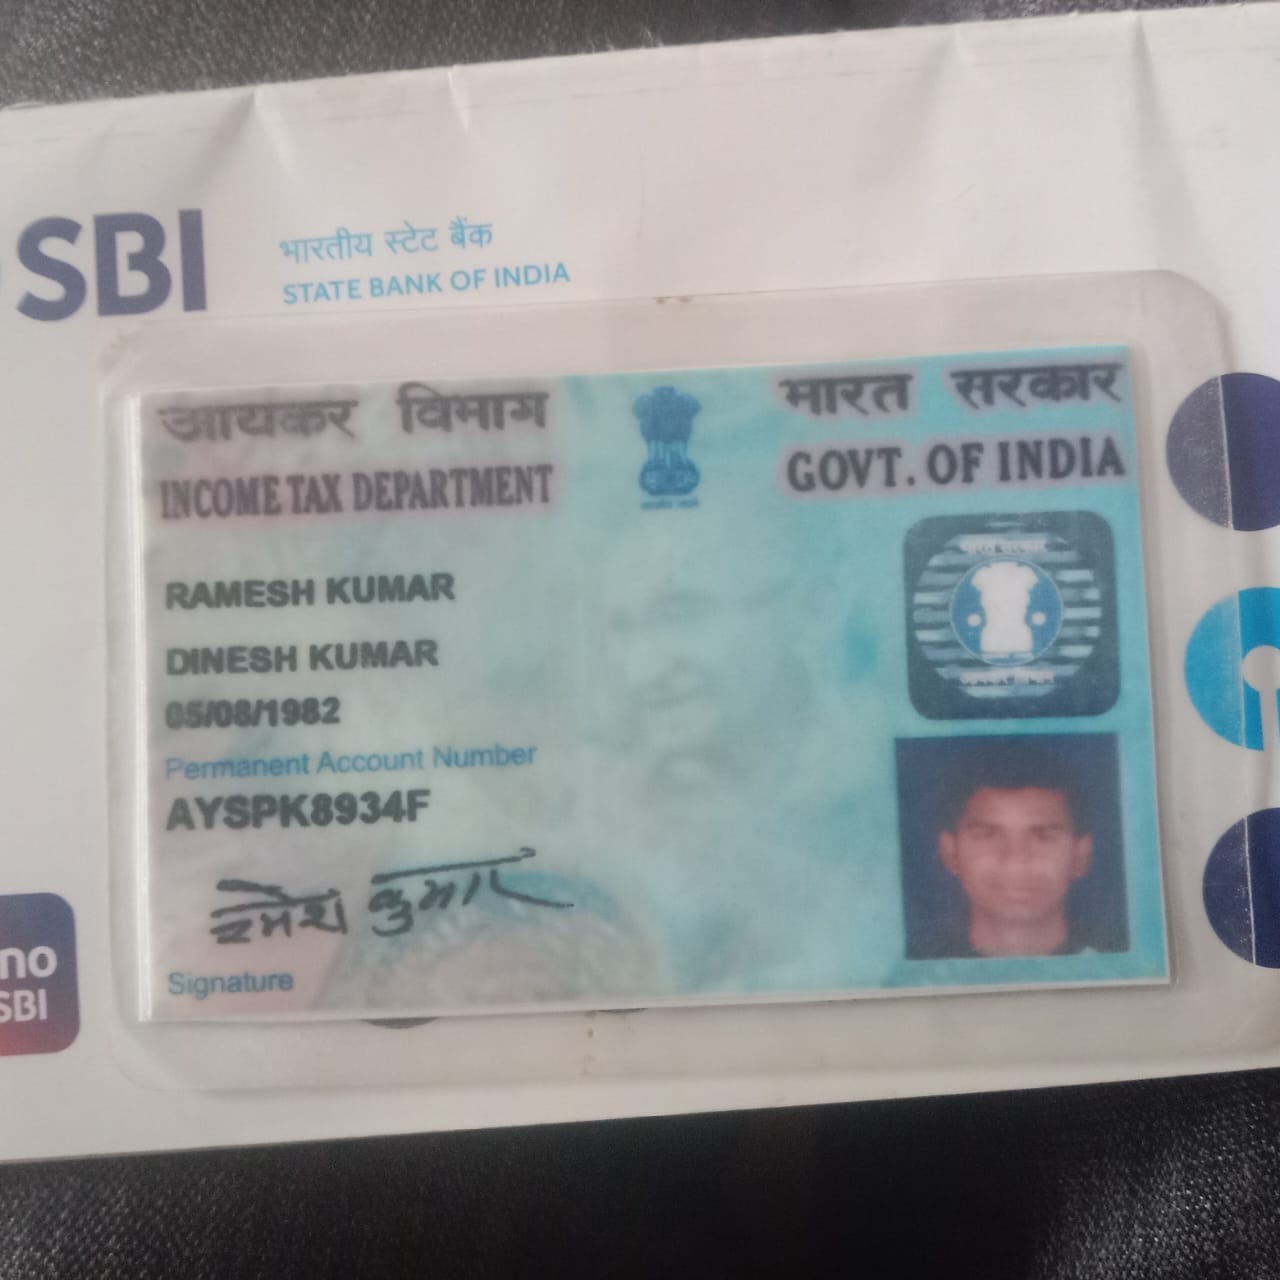 SBI
भारतीय स्टेट बैंक
STATE BANK OF INDIA
आयकर विभाग
INCOME TAX DEPARTMENT
भारत सरकार
GOVT. OF INDIA
RAMESH KUMAR
DINESH KUMAR
05/08/1982
Permanent Account Number
AYSPK8934F
रमेश कुमार
Signature
no
SBI